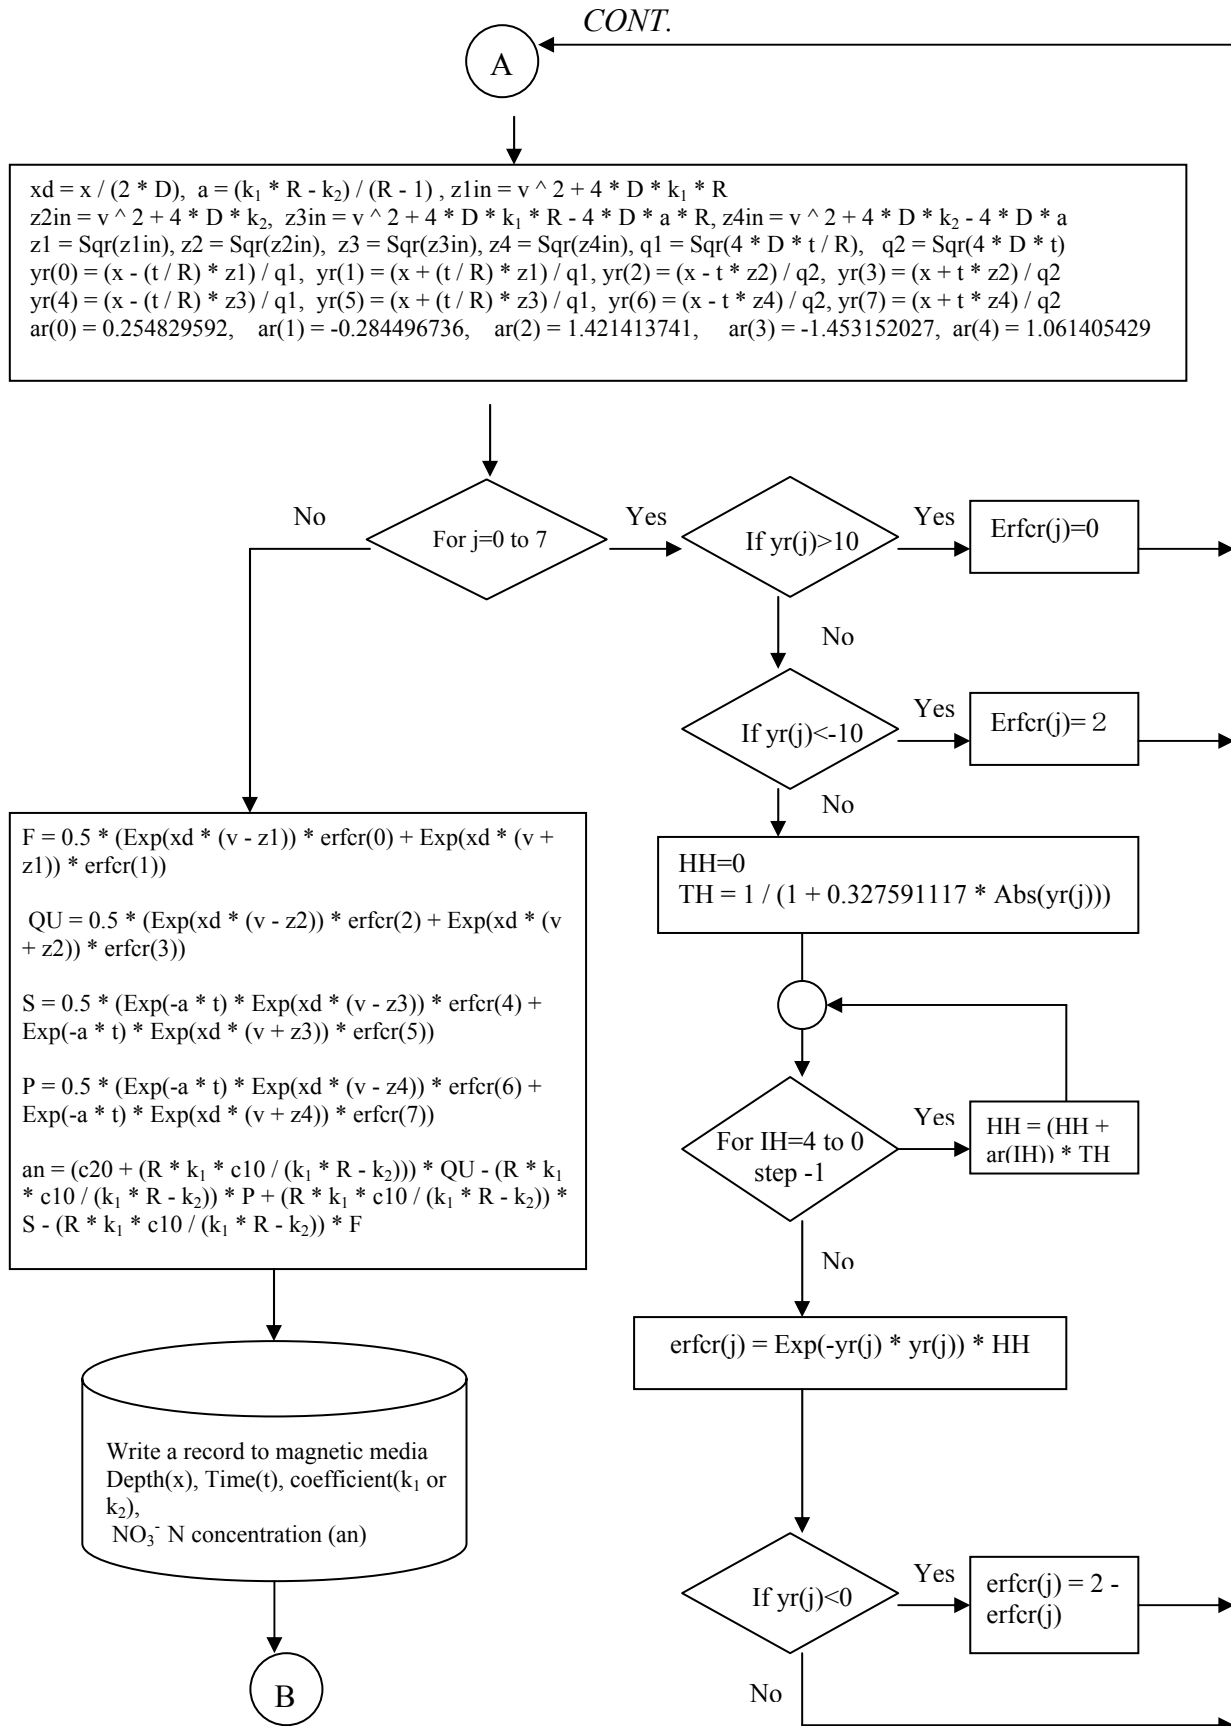 CONT.
A
xd = x / (2 * D), a = (k₁ * R - k₂) / (R - 1) , z1in = v ^ 2 + 4 * D * k₁ * R
z2in = v ^ 2 + 4 * D * k₂, z3in = v ^ 2 + 4 * D * k₁ * R - 4 * D * a * R, z4in = v ^ 2 + 4 * D * k₂ - 4 * D * a
z1 = Sqr(z1in), z2 = Sqr(z2in), z3 = Sqr(z3in), z4 = Sqr(z4in), q1 = Sqr(4 * D * t / R), q2 = Sqr(4 * D * t)
yr(0) = (x - (t / R) * z1) / q1, yr(1) = (x + (t / R) * z1) / q1, yr(2) = (x - t * z2) / q2, yr(3) = (x + t * z2) / q2
yr(4) = (x - (t / R) * z3) / q1, yr(5) = (x + (t / R) * z3) / q1, yr(6) = (x - t * z4) / q2, yr(7) = (x + t * z4) / q2
ar(0) = 0.254829592, ar(1) = -0.284496736, ar(2) = 1.421413741, ar(3) = -1.453152027, ar(4) = 1.061405429
No
For j=0 to 7
Yes
If yr(j)>10
Yes
Erfcr(j)=0
No
If yr(j)<-10
Yes
Erfcr(j)= 2
No
HH=0
TH = 1 / (1 + 0.327591117 * Abs(yr(j)))
For IH=4 to 0
step -1
Yes
HH = (HH +
ar(IH)) * TH
No
erfcr(j) = Exp(-yr(j) * yr(j)) * HH
If yr(j)<0
Yes
erfcr(j) = 2 -
erfcr(j)
No
F = 0.5 * (Exp(xd * (v - z1)) * erfcr(0) + Exp(xd * (v +
z1)) * erfcr(1))
QU = 0.5 * (Exp(xd * (v - z2)) * erfcr(2) + Exp(xd * (v
+ z2)) * erfcr(3))
S = 0.5 * (Exp(-a * t) * Exp(xd * (v - z3)) * erfcr(4) +
Exp(-a * t) * Exp(xd * (v + z3)) * erfcr(5))
P = 0.5 * (Exp(-a * t) * Exp(xd * (v - z4)) * erfcr(6) +
Exp(-a * t) * Exp(xd * (v + z4)) * erfcr(7))
an = (c20 + (R * k₁ * c10 / (k₁ * R - k₂))) * QU - (R * k₁
* c10 / (k₁ * R - k₂)) * P + (R * k₁ * c10 / (k₁ * R - k₂)) *
S - (R * k₁ * c10 / (k₁ * R - k₂)) * F
Write a record to magnetic media
Depth(x), Time(t), coefficient(k₁ or
k₂),
NO₃⁻ N concentration (an)
B